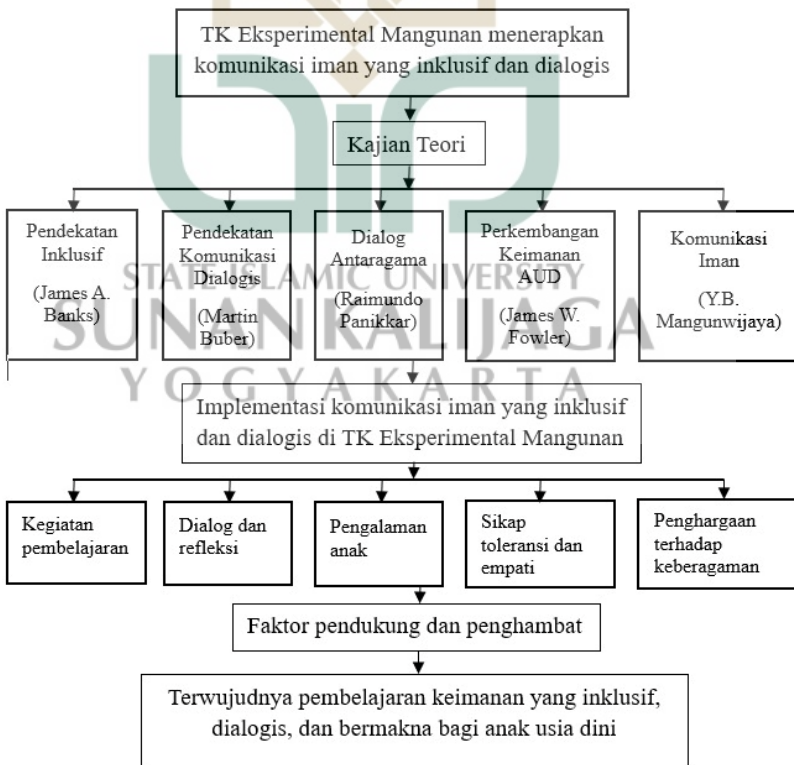 TK Eksperimental Mangunan menerapkan
komunikasi iman yang inklusif dan dialogis
Kajian Teori
Pendekatan
Inklusif
(James A.
Banks)
Pendekatan
Komunikasi
Dialogis
(Martin
Buber)
Dialog
Antaragama
(Raimundo
Panikkar)
Perkembangan
Keimanan
AUD
(James W.
Fowler)
Komunikasi
Iman
(Y.B.
Mangunwijaya)
STATE ISLAMIC UNIVERSITY
SUNAN KALIJAGA
YOGYAKARTA
Implementasi komunikasi iman yang inklusif
dan dialogis di TK Eksperimental Mangunan
Kegiatan
pembelajaran
Dialog dan
refleksi
Pengalaman
anak
Sikap
toleransi dan
empati
Penghargaan
terhadap
keberagaman
Faktor pendukung dan penghambat
Terwujudnya pembelajaran keimanan yang inklusif,
dialogis, dan bermakna bagi anak usia dini